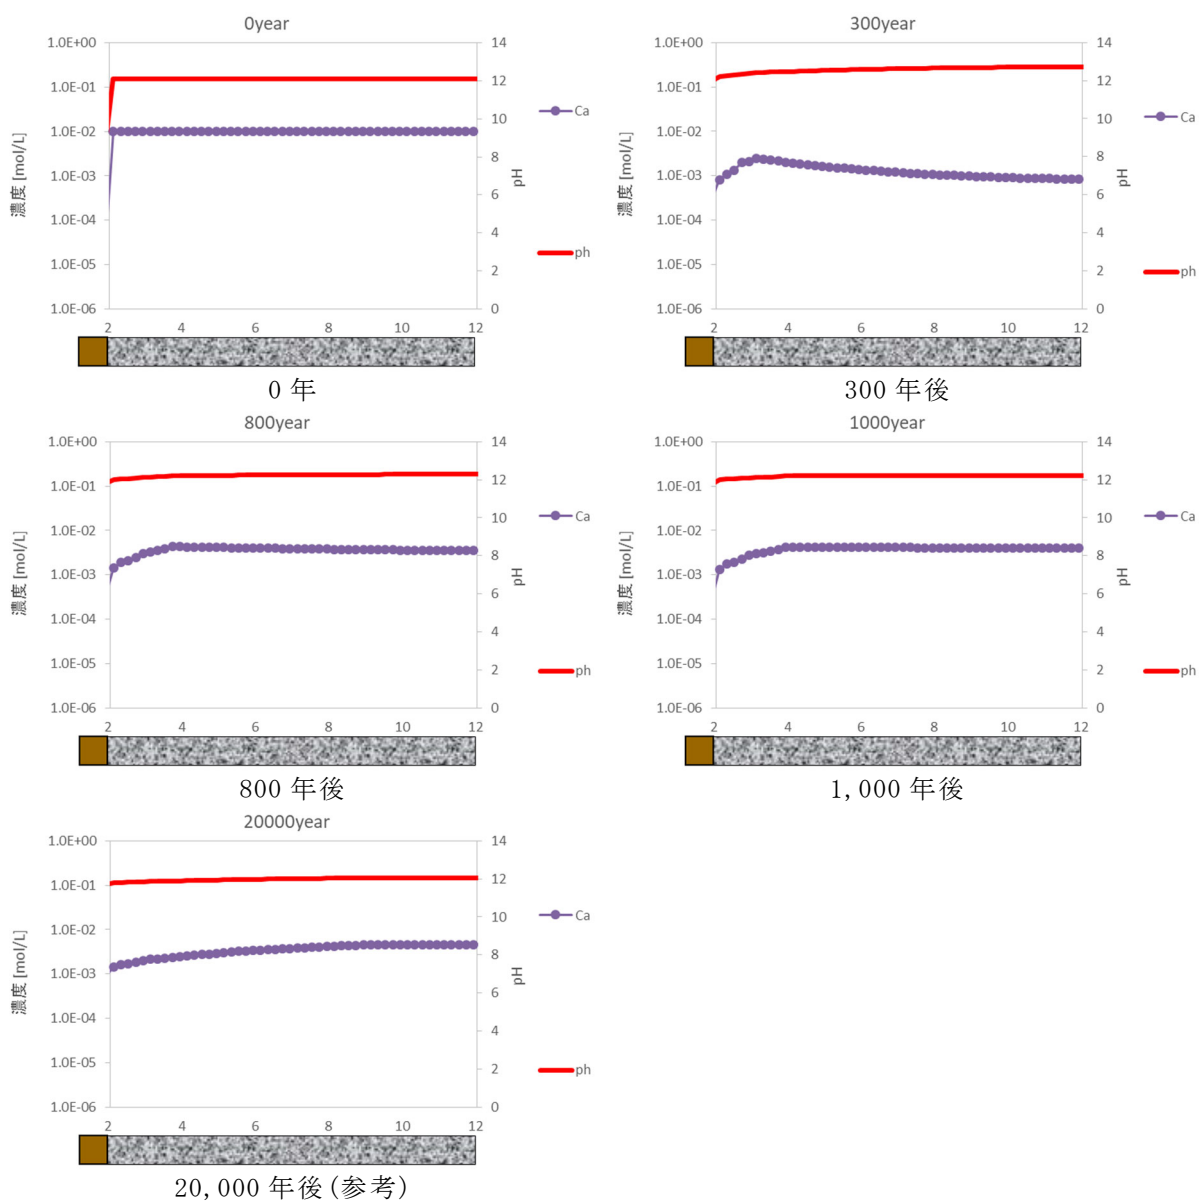 0year
1.0E+00
1.0E-01
1.0E-02
1.0E-03
1.0E-04
1.0E-05
1.0E-06
濃度 [mol/L]
14
12
10
8
6
4
2
0
pH
Ca
ph
2 4 6 8 10 12
0 年
300year
1.0E+00
1.0E-01
1.0E-02
1.0E-03
1.0E-04
1.0E-05
1.0E-06
濃度 [mol/L]
14
12
10
8
6
4
2
0
pH
Ca
ph
2 4 6 8 10 12
300 年後
800year
1.0E+00
1.0E-01
1.0E-02
1.0E-03
1.0E-04
1.0E-05
1.0E-06
濃度 [mol/L]
14
12
10
8
6
4
2
0
pH
Ca
ph
2 4 6 8 10 12
800 年後
1000year
1.0E+00
1.0E-01
1.0E-02
1.0E-03
1.0E-04
1.0E-05
1.0E-06
濃度 [mol/L]
14
12
10
8
6
4
2
0
pH
Ca
ph
2 4 6 8 10 12
1,000 年後
20000year
1.0E+00
1.0E-01
1.0E-02
1.0E-03
1.0E-04
1.0E-05
1.0E-06
濃度 [mol/L]
14
12
10
8
6
4
2
0
pH
Ca
ph
2 4 6 8 10 12
20,000 年後(参考)